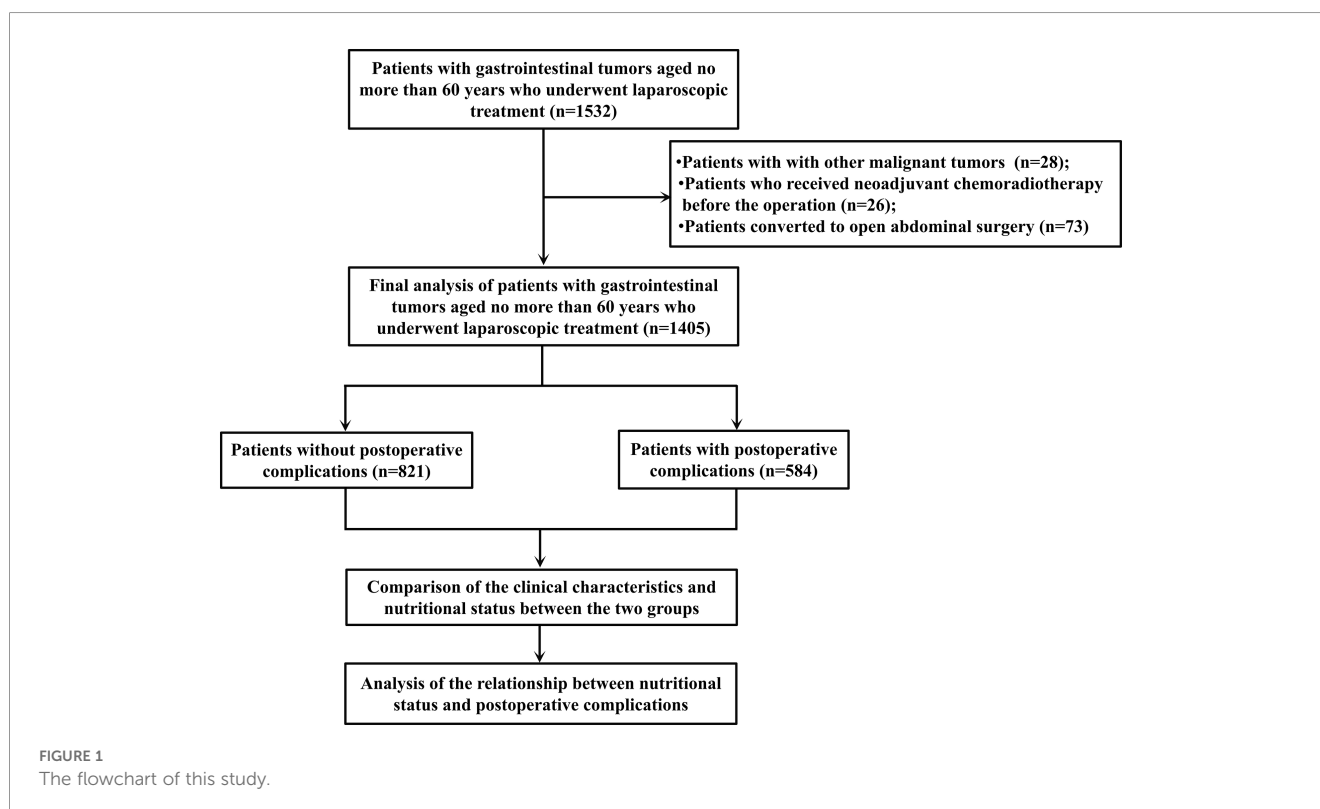 Patients with gastrointestinal tumors aged no
more than 60 years who underwent laparoscopic
treatment (n=1532)
•Patients with with other malignant tumors (n=28);
•Patients who received neoadjuvant chemoradiotherapy
before the operation (n=26);
•Patients converted to open abdominal surgery (n=73)
Final analysis of patients with gastrointestinal
tumors aged no more than 60 years who
underwent laparoscopic treatment (n=1405)
Patients without postoperative
complications (n=821)
Patients with postoperative
complications (n=584)
Comparison of the clinical characteristics and
nutritional status between the two groups
Analysis of the relationship between nutritional
status and postoperative complications
FIGURE 1
The flowchart of this study.